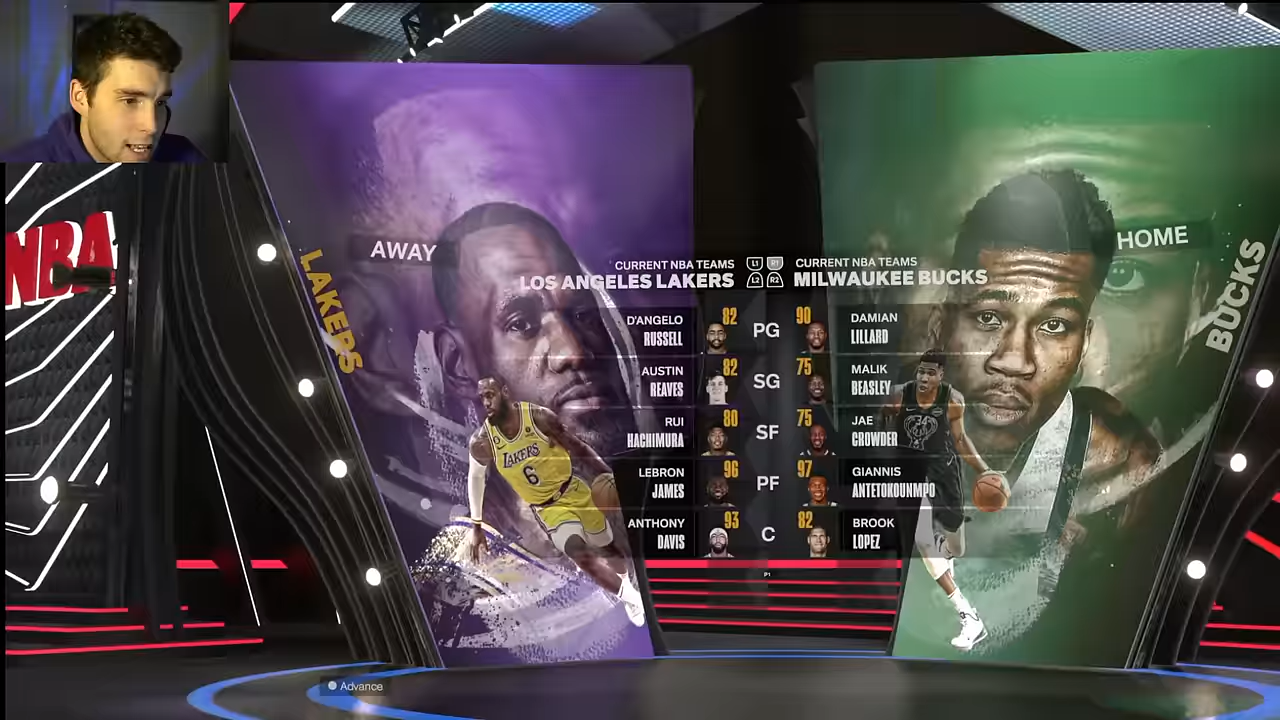 NBA
LAKERS
AWAY
HOME
BUCKS
CURRENT NBA TEAMS
LOS ANGELES LAKERS
L1 R1
L2 R2
CURRENT NBA TEAMS
MILWAUKEE BUCKS
D'ANGELO
RUSSELL
82 PG 90
DAMIAN
LILLARD
AUSTIN
REAVES
82 SG 75
MALIK
BEASLEY
RUI
HACHIMURA
80 SF 75
JAE
CROWDER
LEBRON
JAMES
96 PF 97
GIANNIS
ANTETOKOUNMPO
ANTHONY
DAVIS
93 C 82
BROOK
LOPEZ
LAKERS
6
P1
Advance